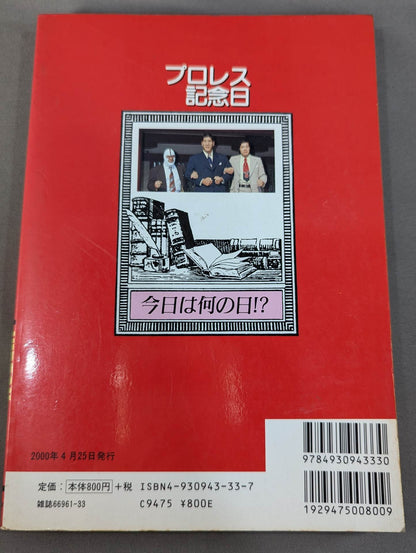 プロレス
記念日
今日は何の日!?
2000年4月25日発行
9784930943330
定価：本体800円＋税 ISBN4-930943-33-7
雑誌66961-33 C9475 ¥800E
1929475008009